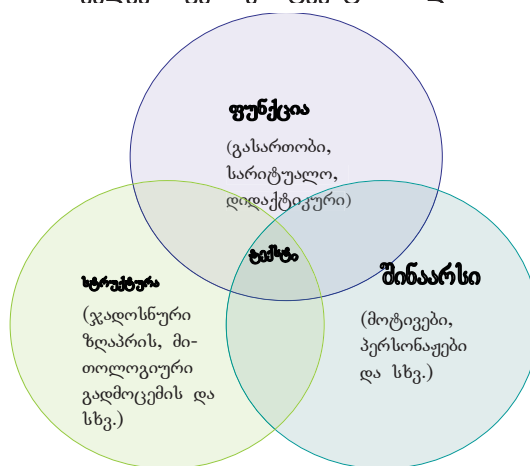 ფუნქცია
(გასართობი,
სარიტუალო,
დიდაქტიკური)
ტექსტი
სტრუქტურა
(ჯადოსნური
ზღაპრის, მი-
თოლოგიური
გადმოცემის და
სხვ.)
შინაარსი
(მოტივები,
პერსონაჟები
და სხვ.)